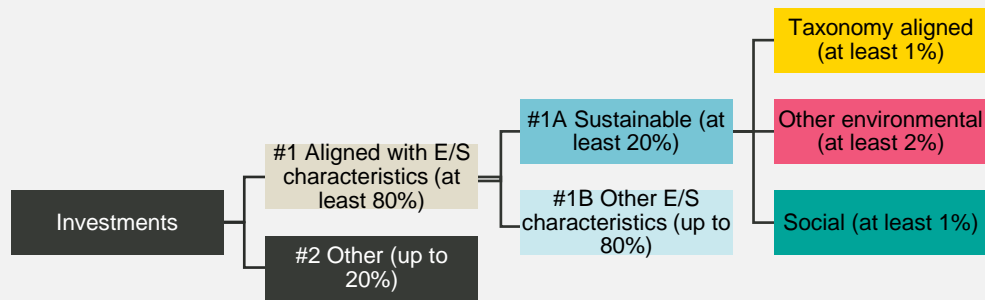 Taxonomy aligned
(at least 1%)
#1A Sustainable (at
least 20%)
Other environmental
(at least 2%)
#1 Aligned with E/S
characteristics (at
least 80%)
Investments
#1B Other E/S
characteristics (up to
80%)
Social (at least 1%)
#2 Other (up to
20%)